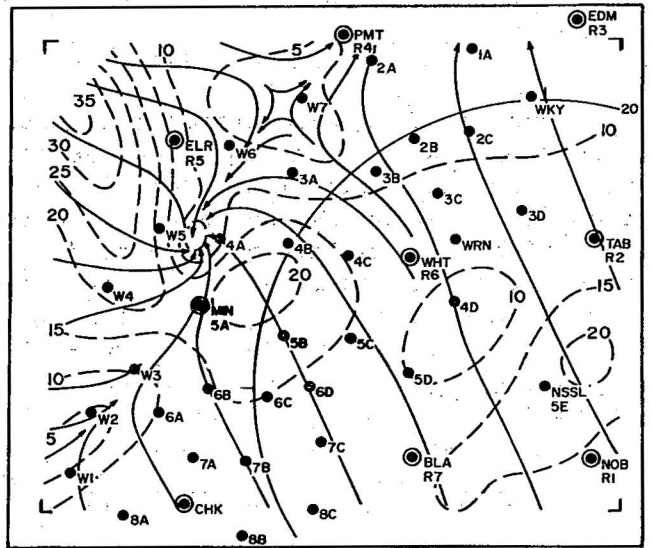 EDM
R3
PMT
R4
5
10
1A
2A
35
W7
WKY
20
2C
10
ELR
R5
W6
2B
30
25
3A
3B
3C
3D
20
W5
4A
4B
WRN
TAB
R2
4C
WHT
R6
20
10
15
W4
4D
MIN
5A
15
5B
5C
20
W3
5D
NSSL
5E
10
6B
6C
6D
W2
6A
5
7C
7A
7B
BLA
R7
NOB
R1
W1
CHK
8A
8C
8B